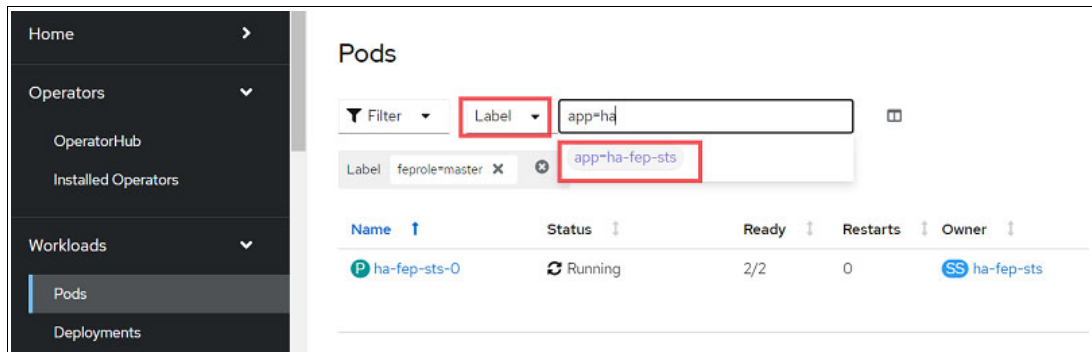 Home
Operators
OperatorHub
Installed Operators
Workloads
Pods
Deployments
Pods
Filter Label app=ha
Label feprole=master app=ha-fep-sts
Name Status Ready Restarts Owner
P ha-fep-sts-0 Running 2/2 0 SS ha-fep-sts